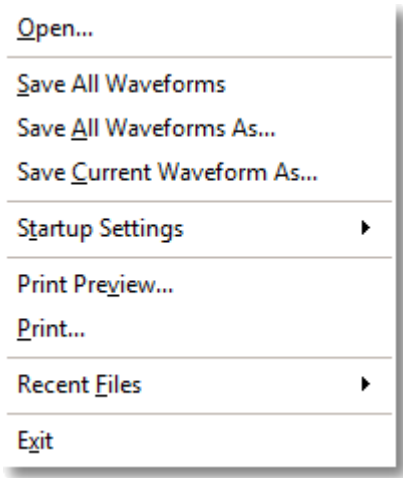 Open...
Save All Waveforms
Save All Waveforms As...
Save Current Waveform As...
Startup Settings
Print Preview...
Print...
Recent Files
Exit